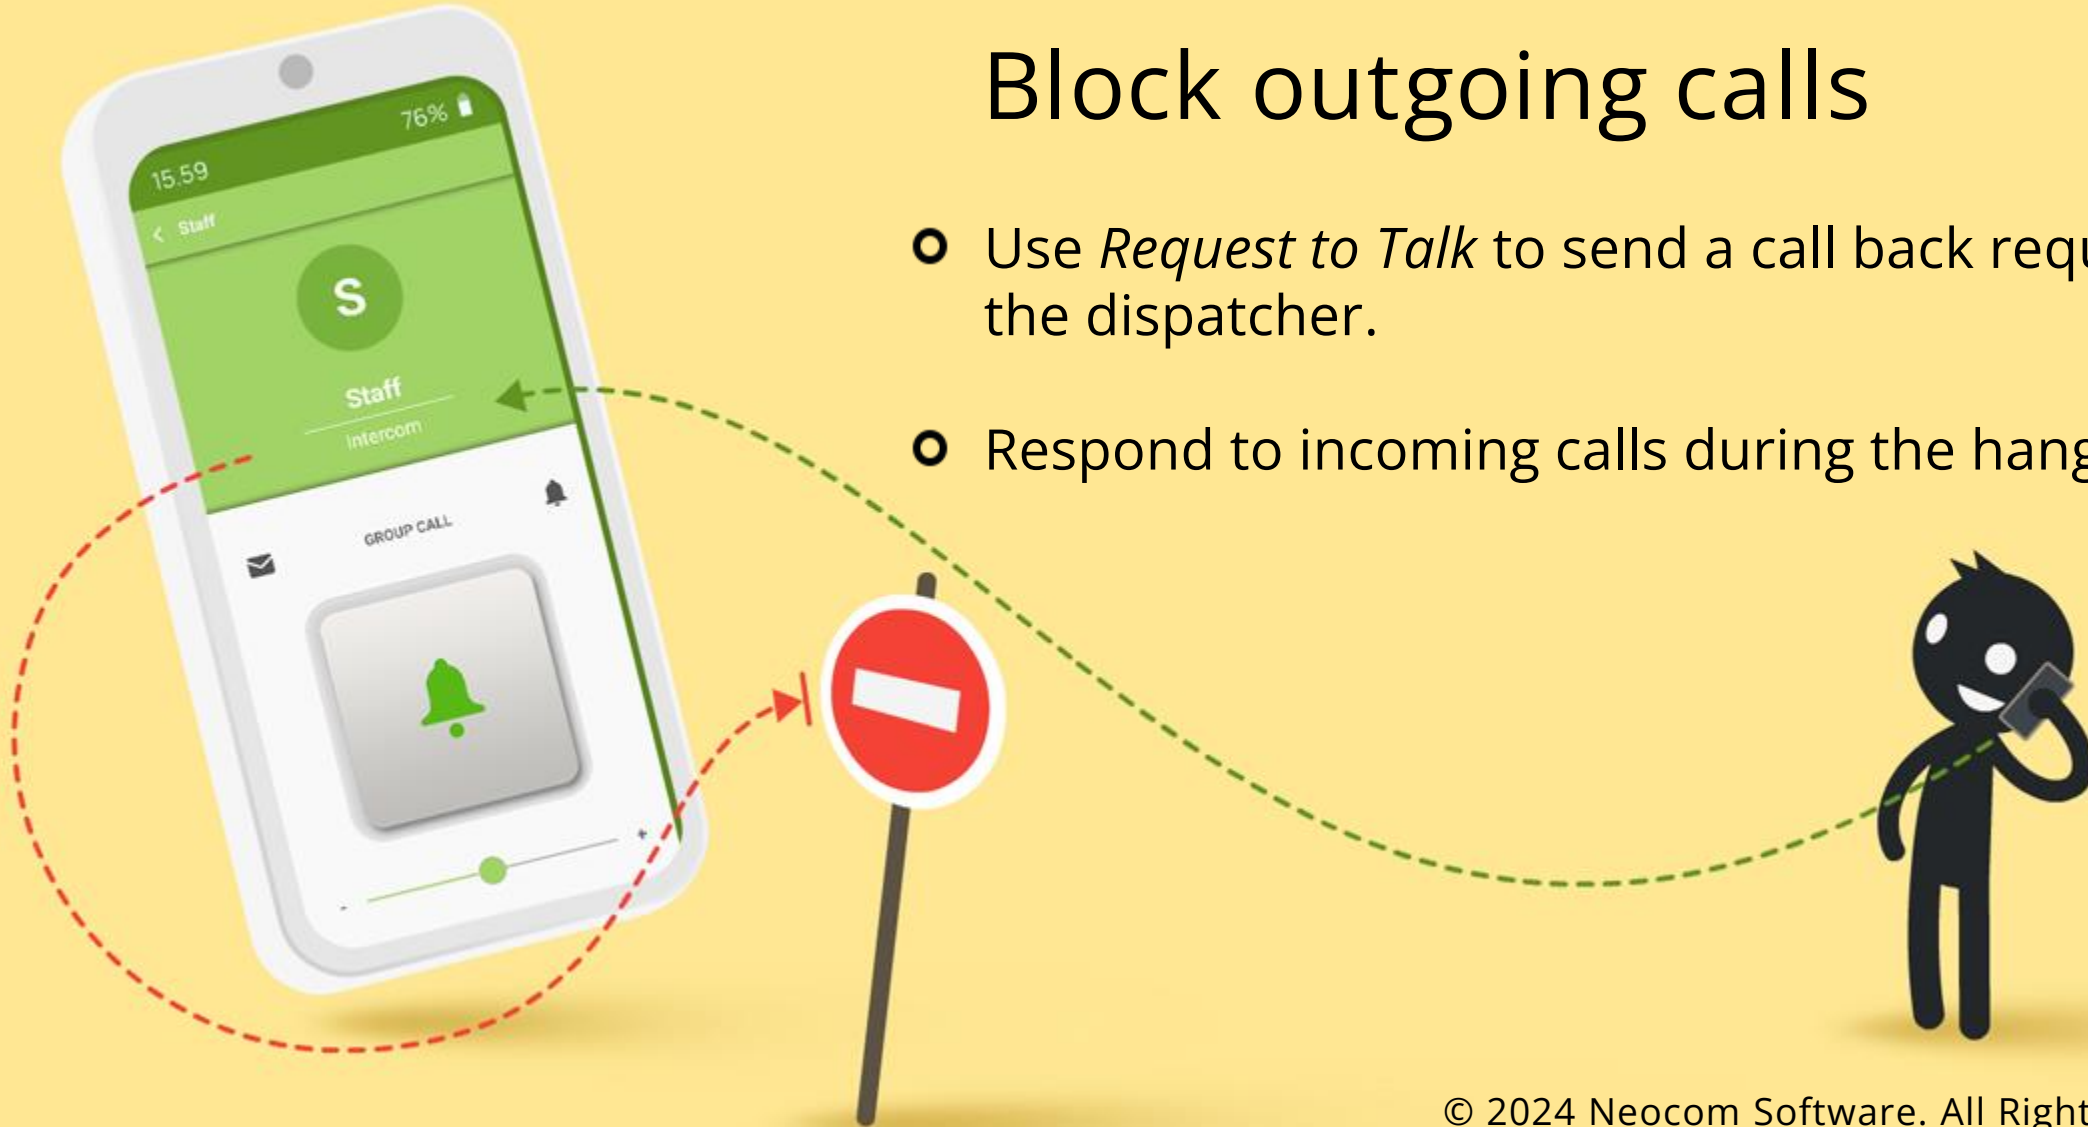 Block outgoing calls
Use Request to Talk to send a call back requ
the dispatcher.
Respond to incoming calls during the hang
76%
15.59
< Staff
S
Staff
Intercom
GROUP CALL
+
-
© 2024 Neocom Software. All Right